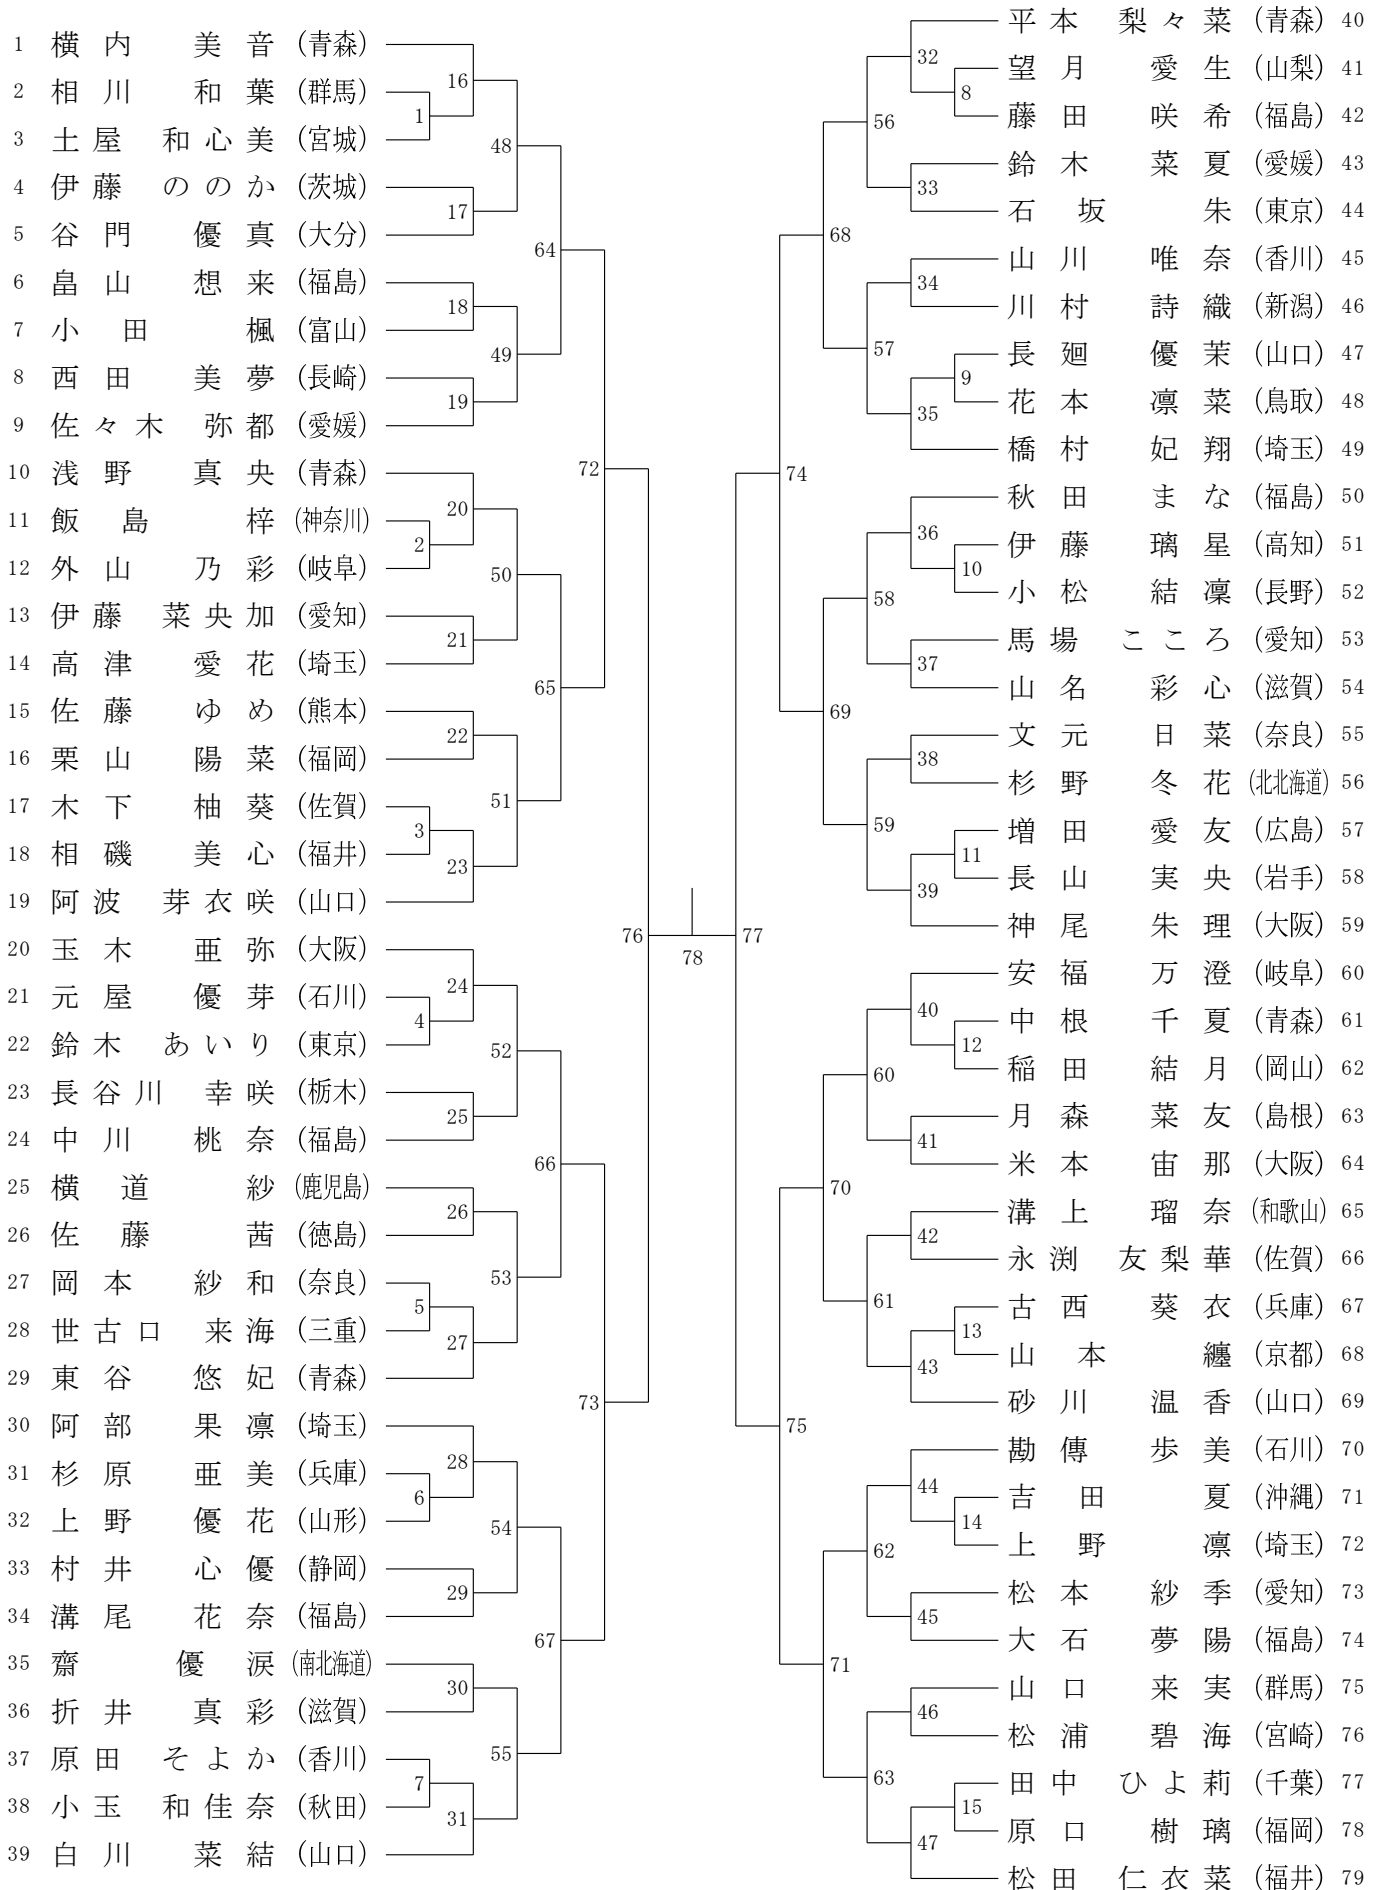 1 横内 美音 (青森)
2 相川 和葉 (群馬)
3 土屋 和心美 (宮城)
4 伊藤 ののか (茨城)
5 谷門 優真 (大分)
6 畠山 想来 (福島)
7 小田 楓 (富山)
8 西田 美夢 (長崎)
9 佐々木 弥都 (愛媛)
10 浅野 真央 (青森)
11 飯島 梓 (神奈川)
12 外山 乃彩 (岐阜)
13 伊藤 菜央加 (愛知)
14 高津 愛花 (埼玉)
15 佐藤 ゆめ (熊本)
16 栗山 陽菜 (福岡)
17 木下 柚葵 (佐賀)
18 相磯 美心 (福井)
19 阿波 芽衣咲 (山口)
20 玉木 亜弥 (大阪)
21 元屋 優芽 (石川)
22 鈴木 あいり (東京)
23 長谷川 幸咲 (栃木)
24 中川 桃奈 (福島)
25 横道 紗 (鹿児島)
26 佐藤 茜 (徳島)
27 岡本 紗和 (奈良)
28 世古口 来海 (三重)
29 東谷 悠妃 (青森)
30 阿部 果凛 (埼玉)
31 杉原 亜美 (兵庫)
32 上野 優花 (山形)
33 村井 心優 (静岡)
34 溝尾 花奈 (福島)
35 齋 優涙 (南北海道)
36 折井 真彩 (滋賀)
37 原田 そよか (香川)
38 小玉 和佳奈 (秋田)
39 白川 菜結 (山口)
1
2
3
4
5
6
7
16
17
18
19
20
21
22
23
24
25
26
27
28
29
30
31
48
49
50
51
52
53
54
55
64
65
66
67
72
73
76
78
77
74
75
68
69
70
71
56
57
58
59
60
61
62
63
32
33
34
35
36
37
38
39
40
41
42
43
44
45
46
47
8
9
10
11
12
13
14
15
平本 梨々菜 (青森) 40
望月 愛生 (山梨) 41
藤田 咲希 (福島) 42
鈴木 菜夏 (愛媛) 43
石坂 朱 (東京) 44
山川 唯奈 (香川) 45
川村 詩織 (新潟) 46
長廻 優茉 (山口) 47
花本 凛菜 (鳥取) 48
橋村 妃翔 (埼玉) 49
秋田 まな (福島) 50
伊藤 璃星 (高知) 51
小松 結凜 (長野) 52
馬場 こころ (愛知) 53
山名 彩心 (滋賀) 54
文元 日菜 (奈良) 55
杉野 冬花 (北北海道) 56
増田 愛友 (広島) 57
長山 実央 (岩手) 58
神尾 朱理 (大阪) 59
安福 万澄 (岐阜) 60
中根 千夏 (青森) 61
稲田 結月 (岡山) 62
月森 菜友 (島根) 63
米本 宙那 (大阪) 64
溝上 瑠奈 (和歌山) 65
永渕 友梨華 (佐賀) 66
古西 葵衣 (兵庫) 67
山本 纏 (京都) 68
砂川 温香 (山口) 69
勘傳 歩美 (石川) 70
吉田 夏 (沖縄) 71
上野 凛 (埼玉) 72
松本 紗季 (愛知) 73
大石 夢陽 (福島) 74
山口 来実 (群馬) 75
松浦 碧海 (宮崎) 76
田中 ひよ莉 (千葉) 77
原口 樹璃 (福岡) 78
松田 仁衣菜 (福井) 79